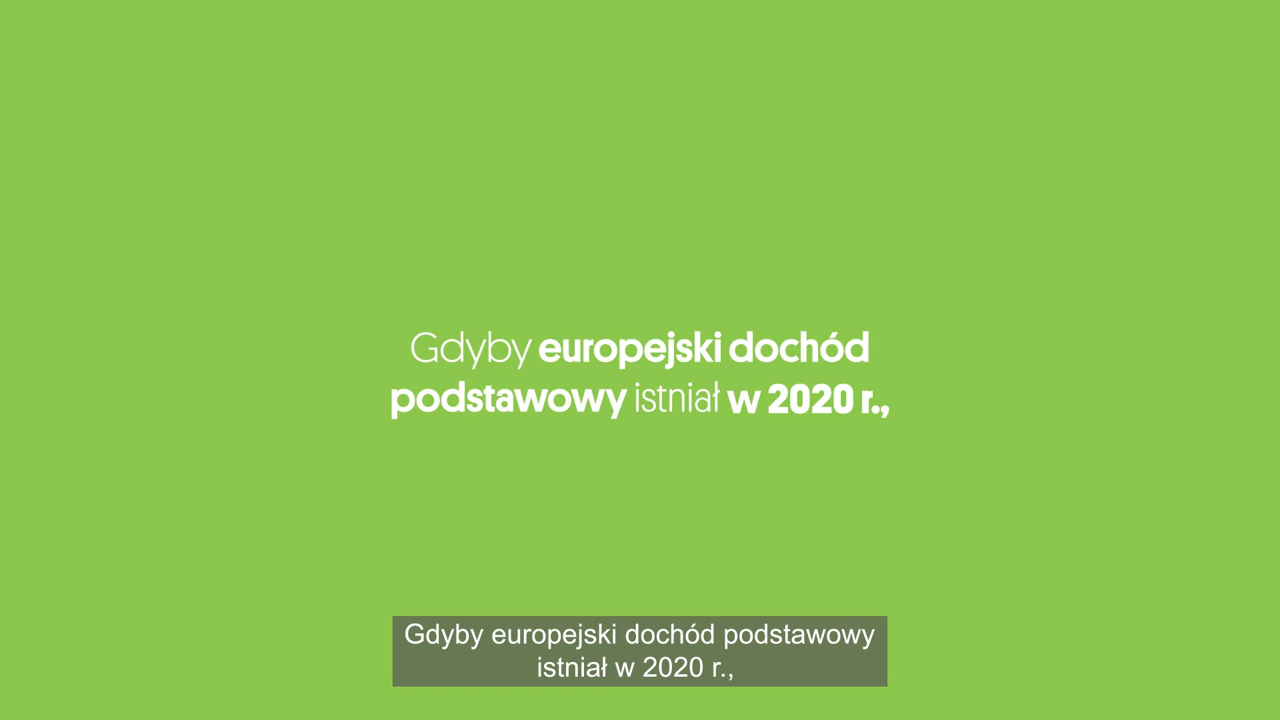 Gdyby europejski dochód
podstawowy istniał w 2020 r.,
Gdyby europejski dochód podstawowy
istniał w 2020 r.,